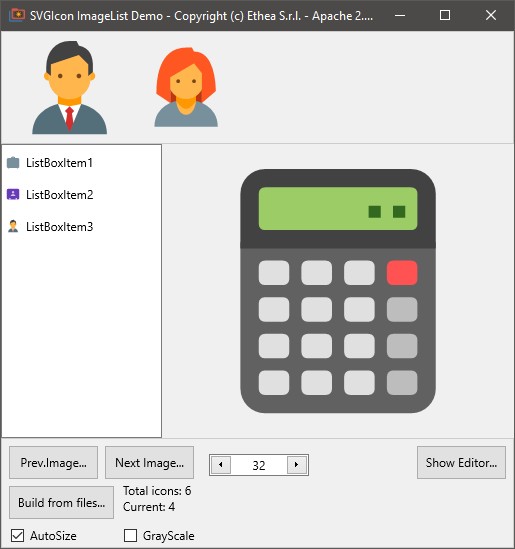 SVGIcon ImageList Demo - Copyright (c) Ethea S.r.l. - Apache 2....
ListBoxItem1
ListBoxItem2
ListBoxItem3
Prev.Image...
Next Image...
32
Show Editor...
Build from files...
Total icons: 6
Current: 4
AutoSize
GrayScale